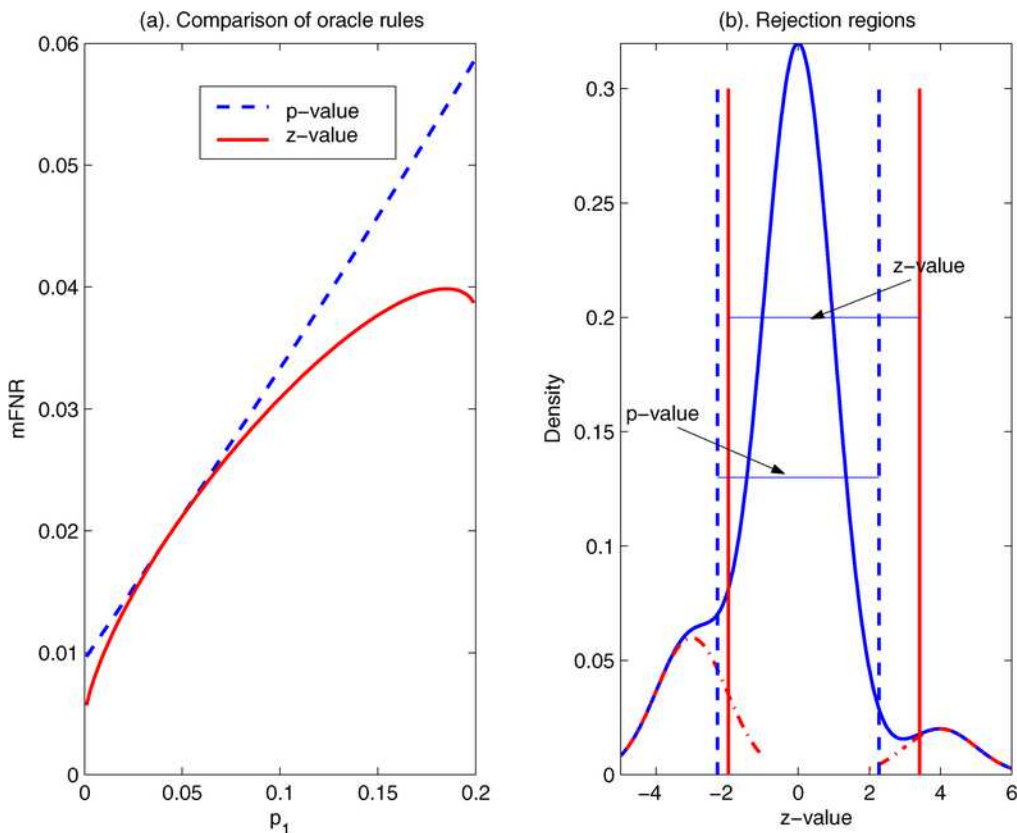 (a). Comparison of oracle rules
0.06
0.05
0.04
0.03
0.02
0.01
0
mFNR
p-value
z-value
0
0.05
0.1
0.15
0.2
p1
(b). Rejection regions
0.3
0.25
0.2
0.15
0.1
0.05
0
Density
z-value
p-value
−4
−2
0
2
4
6
z-value